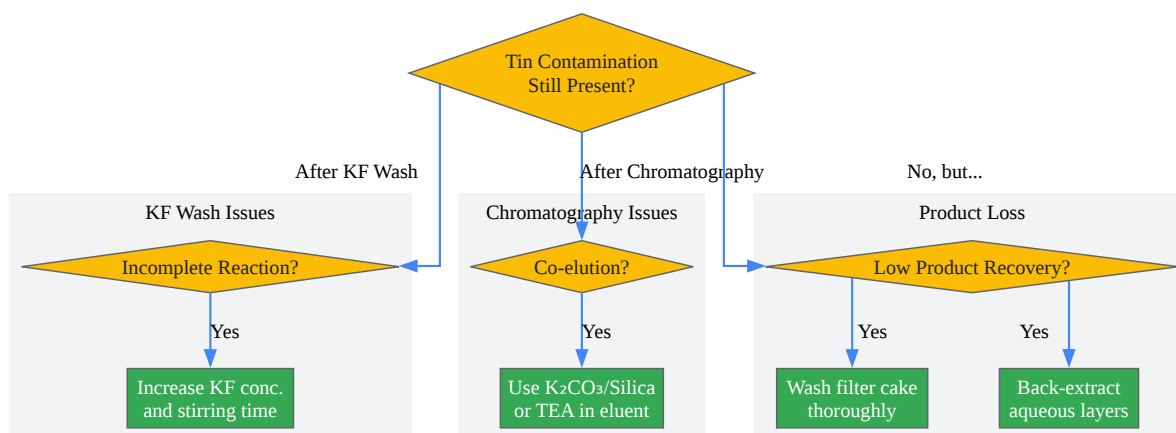 Tin Contamination
Still Present?
After KF Wash
After Chromatography
No, but...
KF Wash Issues
Chromatography Issues
Product Loss
Incomplete Reaction?
Co-elution?
Low Product Recovery?
Yes
Yes
Yes
Yes
Increase KF conc.
and stirring time
Use K₂CO₃/Silica
or TEA in eluent
Wash filter cake
thoroughly
Back-extract
aqueous layers